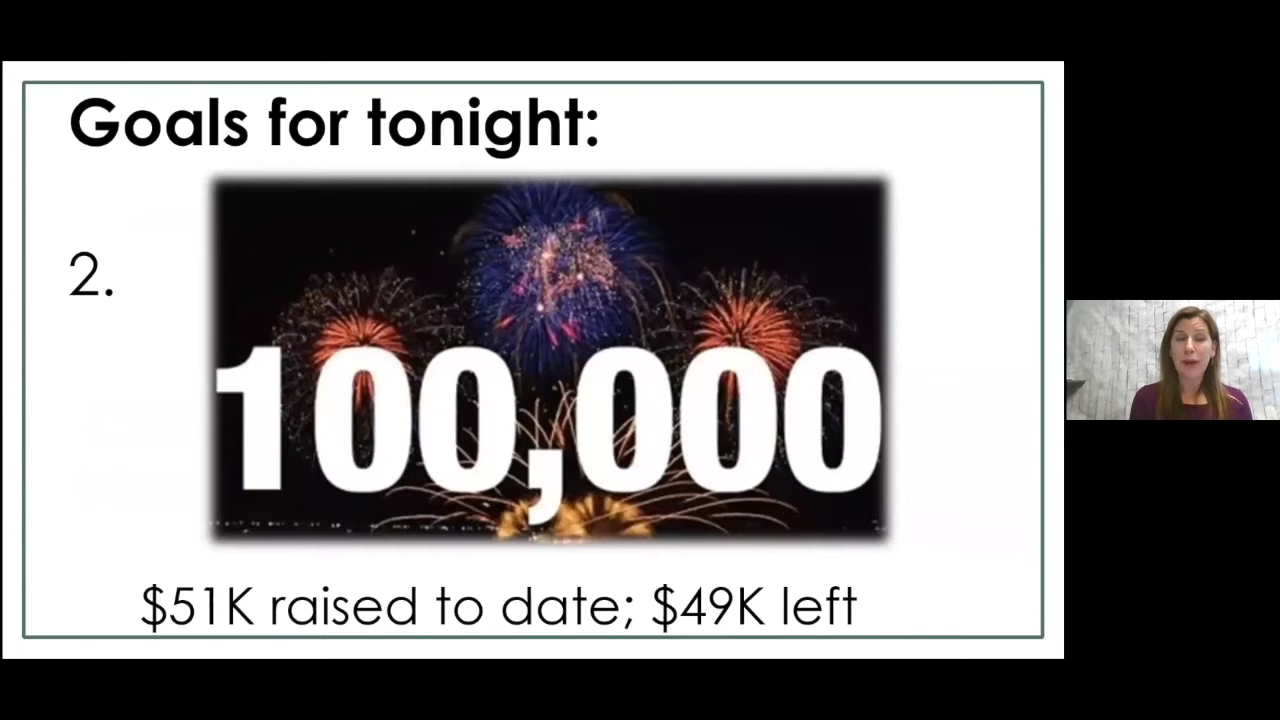 Goals for tonight:
2.
100,000
$51K raised to date; $49K left